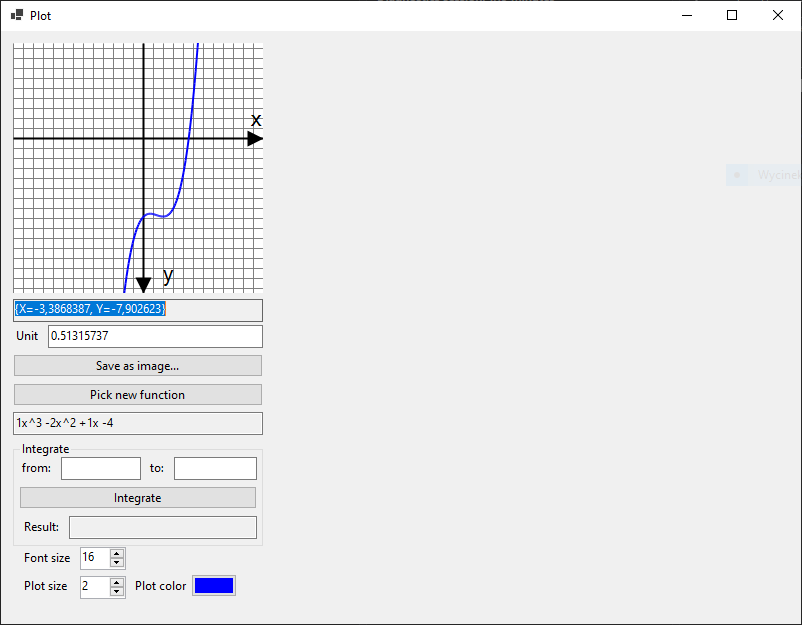 Plot
x
y
{X=-3,3868387, Y=-7,902623}
Unit 0.51315737
Save as image...
Pick new function
1x^3 -2x^2 +1x -4
Integrate
from: to:
Integrate
Result:
Font size 16
Plot size 2 Plot color
Wycinek